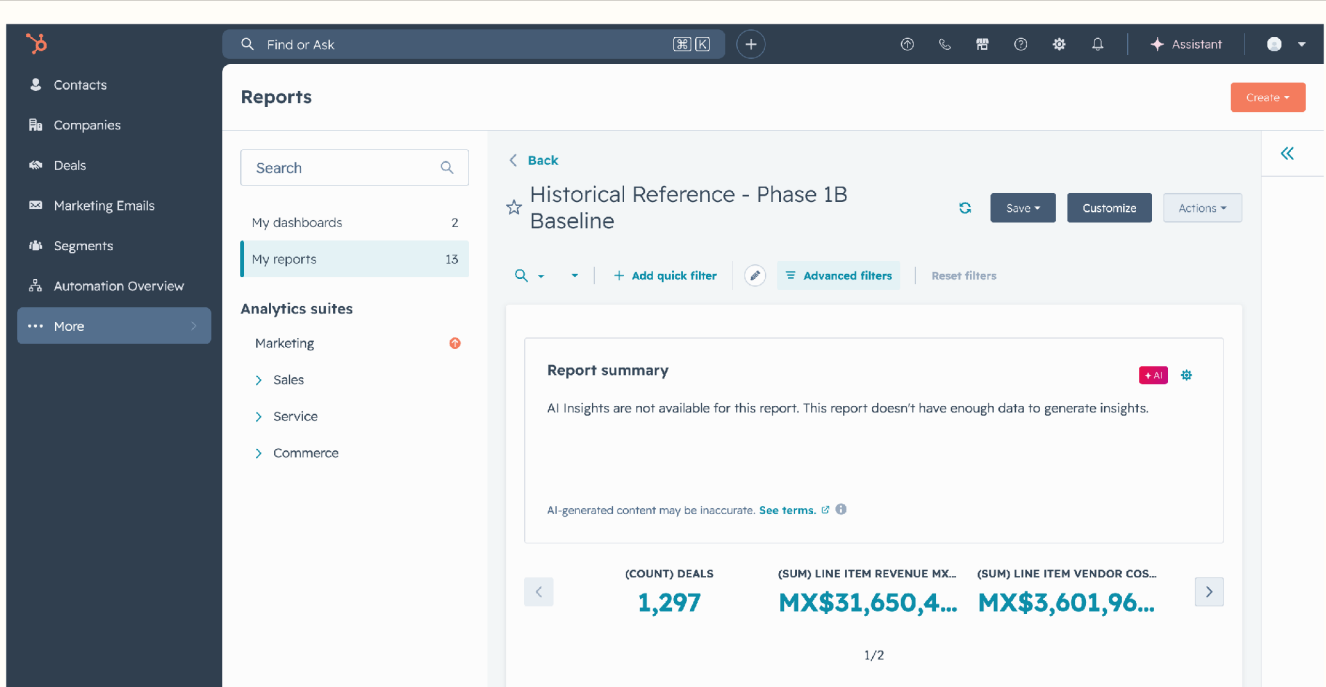 Find or Ask
⌘ K
Assistant
Contacts
Companies
Deals
Marketing Emails
Segments
Automation Overview
More
Reports
Create
Search
My dashboards 2
My reports 13
Analytics suites
Marketing
Sales
Service
Commerce
Back
Historical Reference - Phase 1B
Baseline
Save
Customize
Actions
Add quick filter
Advanced filters
Reset filters
Report summary
AI
AI Insights are not available for this report. This report doesn't have enough data to generate insights.
AI-generated content may be inaccurate. See terms.
(COUNT) DEALS
1,297
(SUM) LINE ITEM REVENUE MX...
MX$31,650,4...
(SUM) LINE ITEM VENDOR COS...
MX$3,601,96...
1/2